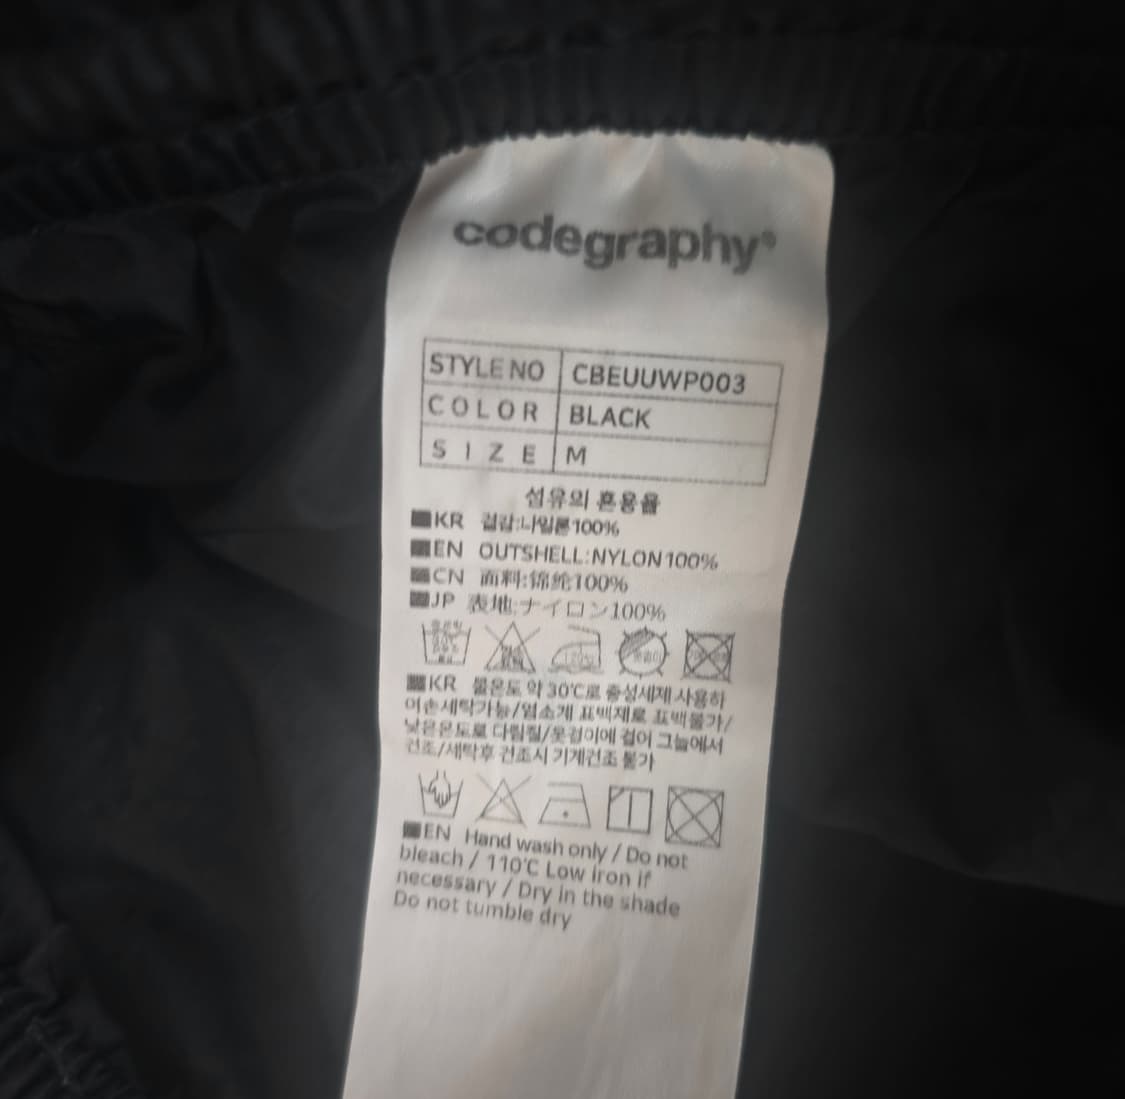 codegraphy®
STYLE NO CBEUUWP003
COLOR BLACK
SIZE M
섬유의 혼용율
KR 겉감:나일론100%
EN OUTSHELL:NYLON100%
CN 面料:锦纶100%
JP 表地:ナイロン100%
KR 물온도 약 30℃로 중성세제 사용하
여손세탁가능/염소계 표백제로 표백불가/
낮은온도로 다림질/옷걸이에 걸어 그늘에서
건조/세탁후 건조시 기계건조 불가
EN Hand wash only / Do not
bleach / 110℃ Low iron if
necessary / Dry in the shade
Do not tumble dry